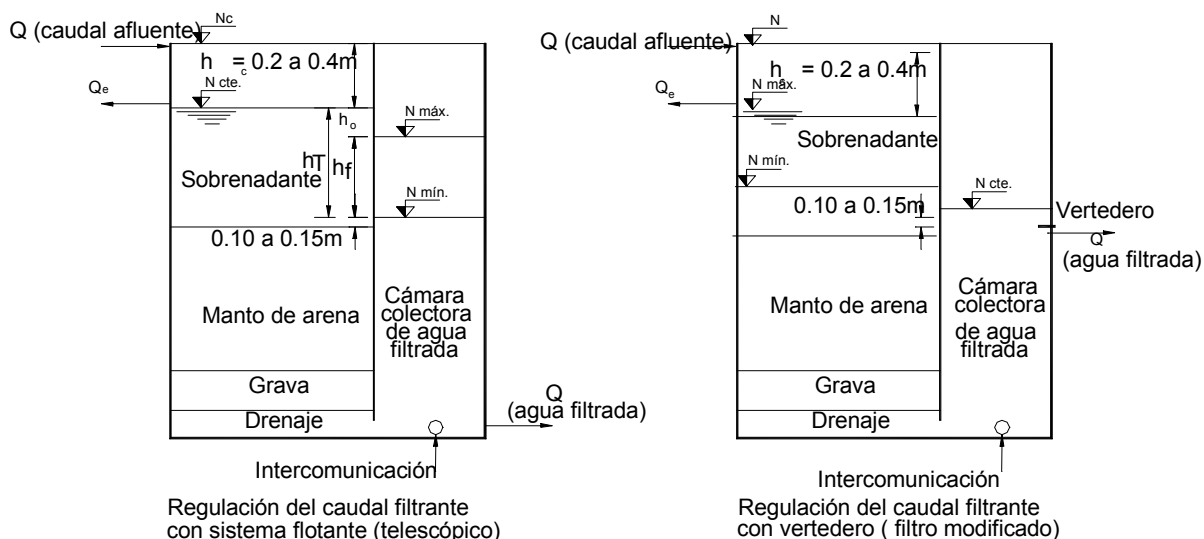 Nc
Q (caudal afluente)
h = 0.2 a 0.4m
c
N cte.
Qe
ho
N máx.
hT
hf
Sobrenadante
N mín.
0.10 a 0.15m
Manto de arena
Cámara
colectora
de agua
filtrada
Grava
Drenaje
Q
(agua filtrada)
Intercomunicación
Regulación del caudal filtrante
con sistema flotante (telescópico)
N
Q (caudal afluente)
h = 0.2 a 0.4m
N máx.
Qe
Sobrenadante
N mín.
N cte.
0.10 a 0.15m
Vertedero
Q
(agua filtrada)
Manto de arena
Cámara
colectora
de agua
filtrada
Grava
Drenaje
Intercomunicación
Regulación del caudal filtrante
con vertedero ( filtro modificado)